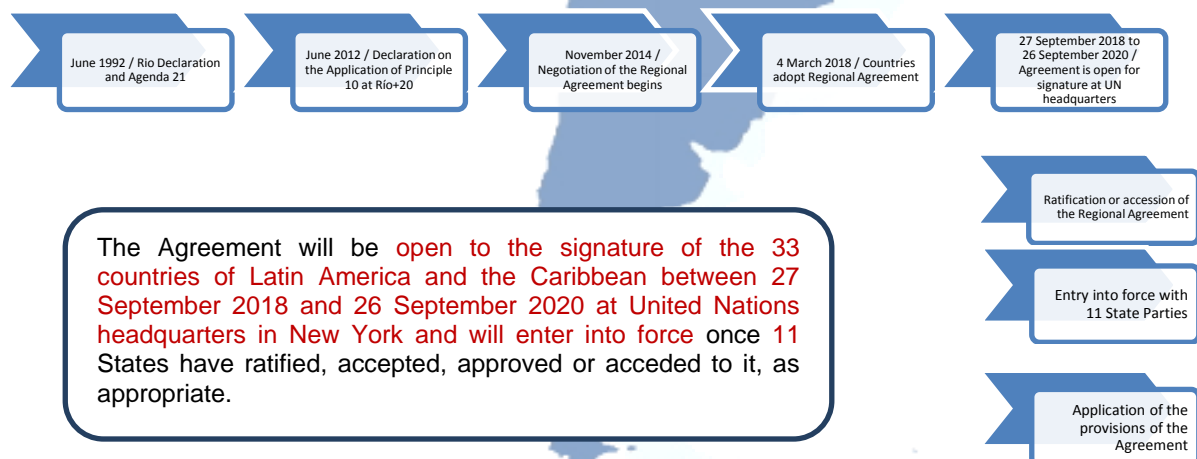 June 1992 / Rio Declaration
and Agenda 21
June 2012 / Declaration on
the Application of Principle
10 at Río+20
November 2014 /
Negotiation of the Regional
Agreement begins
4 March 2018 / Countries
adopt Regional Agreement
27 September 2018 to
26 September 2020 /
Agreement is open for
signature at UN
headquarters
Ratification or accession of
the Regional Agreement
Entry into force with
11 State Parties
Application of the
provisions of the
Agreement
The Agreement will be open to the signature of the 33
countries of Latin America and the Caribbean between 27
September 2018 and 26 September 2020 at United Nations
headquarters in New York and will enter into force once 11
States have ratified, accepted, approved or acceded to it, as
appropriate.